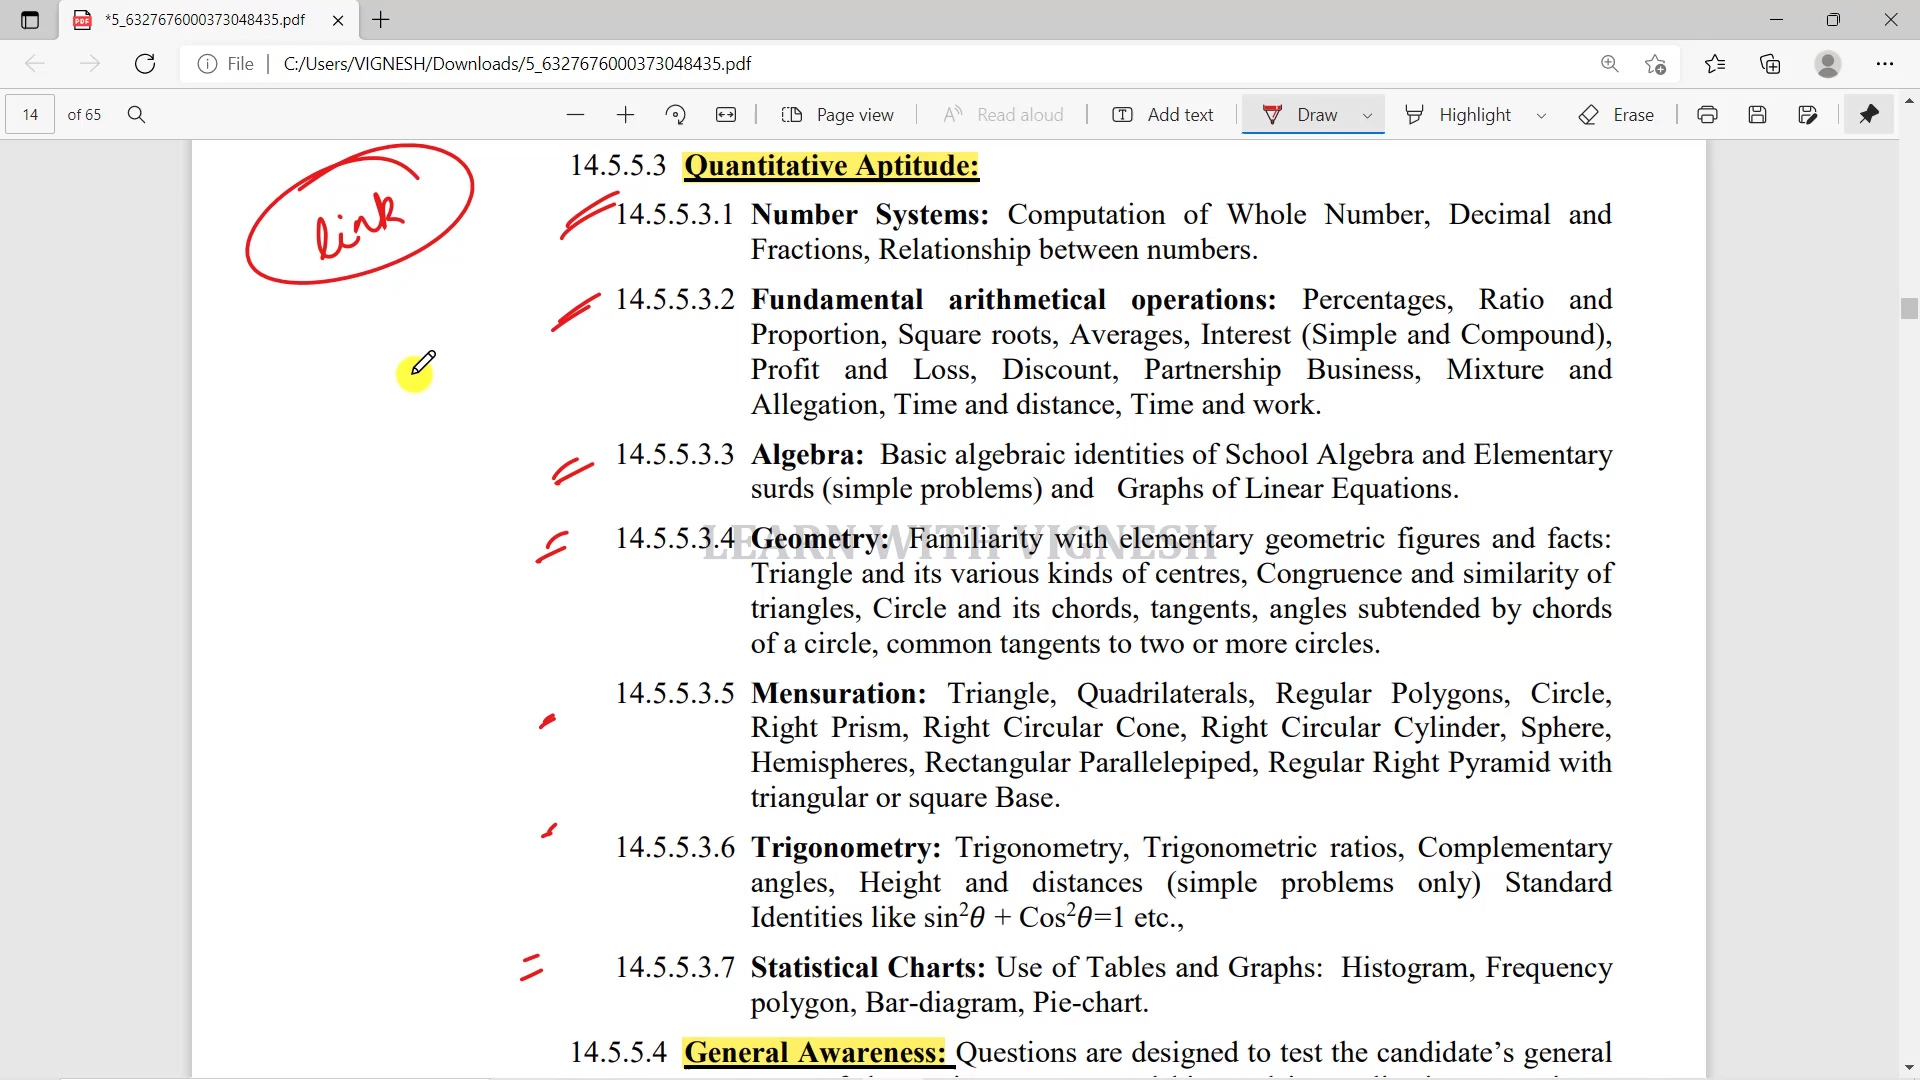 *5_6327676000373048435.pdf
File
C:/Users/VIGNESH/Downloads/5_6327676000373048435.pdf
14 of 65
Page view
Read aloud
Add text
Draw
Highlight
Erase
link
14.5.5.3 Quantitative Aptitude:
14.5.5.3.1 Number Systems: Computation of Whole Number, Decimal and
Fractions, Relationship between numbers.
14.5.5.3.2 Fundamental arithmetical operations: Percentages, Ratio and
Proportion, Square roots, Averages, Interest (Simple and Compound),
Profit and Loss, Discount, Partnership Business, Mixture and
Allegation, Time and distance, Time and work.
14.5.5.3.3 Algebra: Basic algebraic identities of School Algebra and Elementary
surds (simple problems) and Graphs of Linear Equations.
LEARN WITH VIGNESH
14.5.5.3.4 Geometry: Familiarity with elementary geometric figures and facts:
Triangle and its various kinds of centres, Congruence and similarity of
triangles, Circle and its chords, tangents, angles subtended by chords
of a circle, common tangents to two or more circles.
14.5.5.3.5 Mensuration: Triangle, Quadrilaterals, Regular Polygons, Circle,
Right Prism, Right Circular Cone, Right Circular Cylinder, Sphere,
Hemispheres, Rectangular Parallelepiped, Regular Right Pyramid with
triangular or square Base.
14.5.5.3.6 Trigonometry: Trigonometry, Trigonometric ratios, Complementary
angles, Height and distances (simple problems only) Standard
Identities like sin²θ + Cos²θ=1 etc.,
14.5.5.3.7 Statistical Charts: Use of Tables and Graphs: Histogram, Frequency
polygon, Bar-diagram, Pie-chart.
14.5.5.4 General Awareness: Questions are designed to test the candidate's general